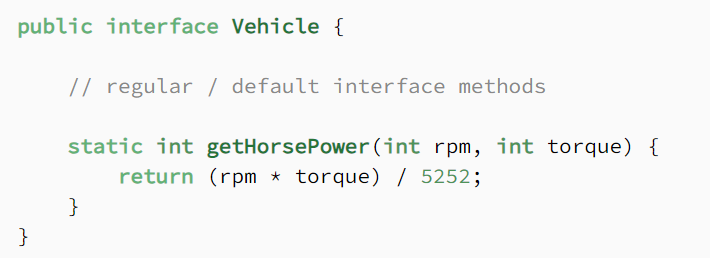 public interface Vehicle {
// regular / default interface methods
static int getHorsePower(int rpm, int torque) {
return (rpm * torque) / 5252;
}
}